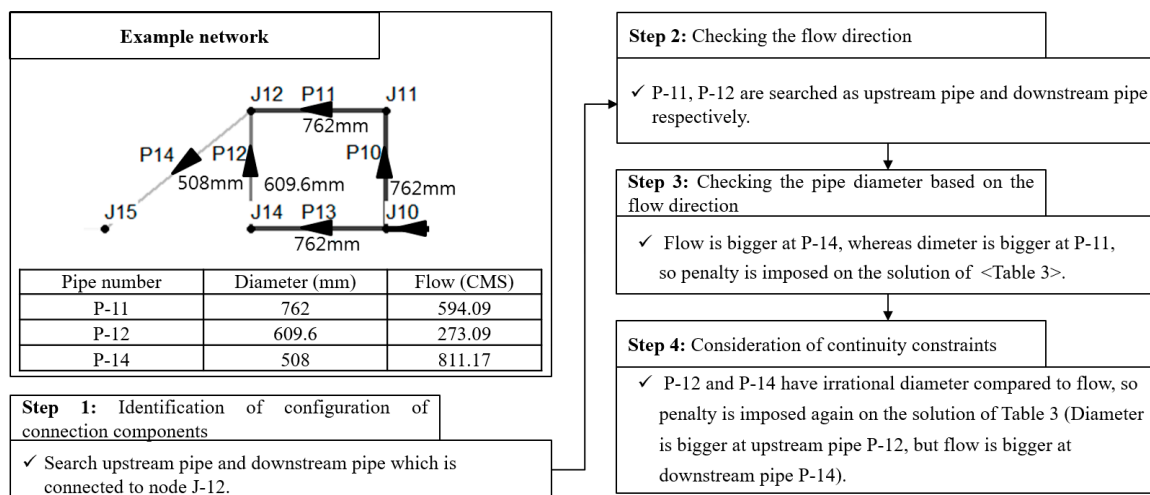 Example network
J12 P11 J11
762mm
P14 P12 P10
508mm 609.6mm 762mm
J15 J14 P13 J10
762mm
Pipe number Diameter (mm) Flow (CMS)
P-11 762 594.09
P-12 609.6 273.09
P-14 508 811.17
Step 1: Identification of configuration of
connection components
✓ Search upstream pipe and downstream pipe which is
connected to node J-12.
Step 2: Checking the flow direction
✓ P-11, P-12 are searched as upstream pipe and downstream pipe
respectively.
Step 3: Checking the pipe diameter based on the
flow direction
✓ Flow is bigger at P-14, whereas dimeter is bigger at P-11,
so penalty is imposed on the solution of <Table 3>.
Step 4: Consideration of continuity constraints
✓ P-12 and P-14 have irrational diameter compared to flow, so
penalty is imposed again on the solution of Table 3 (Diameter
is bigger at upstream pipe P-12, but flow is bigger at
downstream pipe P-14).